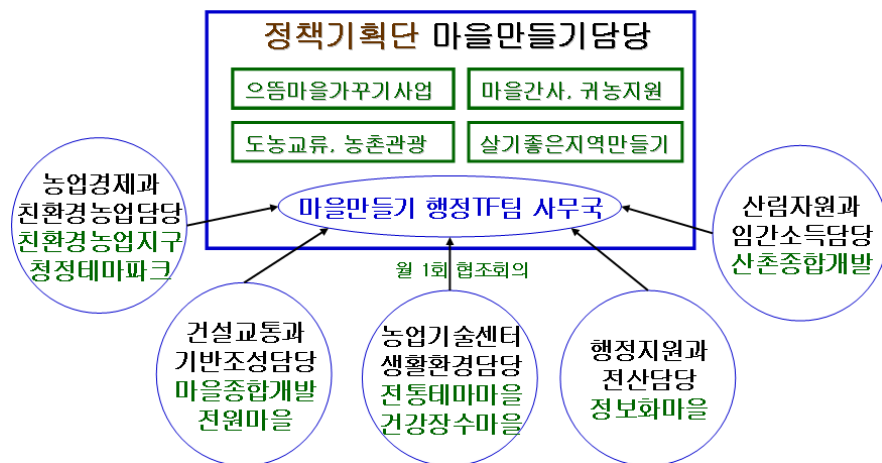 정책기획단 마을만들기담당
으뜸마을가꾸기사업
마을간사, 귀농지원
도농교류, 농촌관광
살기좋은지역만들기
마을만들기 행정TF팀 사무국
월 1회 협조회의
농업경제과
친환경농업담당
친환경농업지구
청정테마파크
건설교통과
기반조성담당
마을종합개발
전원마을
농업기술센터
생활환경담당
전통테마마을
건강장수마을
행정지원과
전산담당
정보화마을
산림자원과
임간소득담당
산촌종합개발